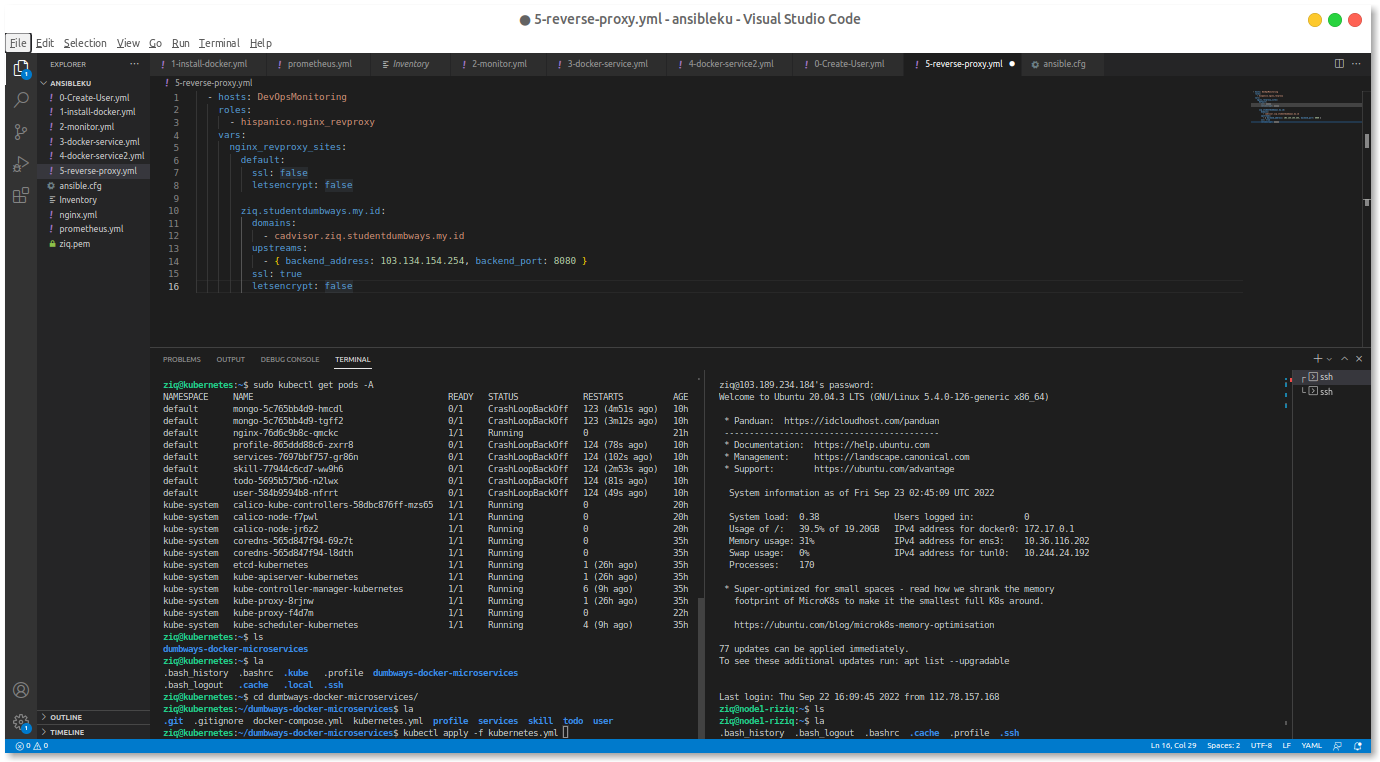 ● 5-reverse-proxy.yml - ansibleku - Visual Studio Code
File Edit Selection View Go Run Terminal Help
EXPLORER ···
ANSIBLEKU
! 0-Create-User.yml
! 1-install-docker.yml
! 2-monitor.yml
! 3-docker-service.yml
! 4-docker-service2.yml
! 5-reverse-proxy.yml
ansible.cfg
Inventory
! nginx.yml
! prometheus.yml
ziq.pem
OUTLINE
TIMELINE
! 1-install-docker.yml ! prometheus.yml Inventory ! 2-monitor.yml ! 3-docker-service.yml ! 4-docker-service2.yml ! 0-Create-User.yml ! 5-reverse-proxy.yml ● ansible.cfg ···
! 5-reverse-proxy.yml
1 - hosts: DevOpsMonitoring
2 roles:
3 - hispanico.nginx_revproxy
4 vars:
5 nginx_revproxy_sites:
6 default:
7 ssl: false
8 letsencrypt: false
9
10 ziq.studentdumbways.my.id:
11 domains:
12 - cadvisor.ziq.studentdumbways.my.id
13 upstreams:
14 - { backend_address: 103.134.154.254, backend_port: 8080 }
15 ssl: true
16 letsencrypt: false
PROBLEMS OUTPUT DEBUG CONSOLE TERMINAL
ziq@kubernetes:~$ sudo kubectl get pods -A
NAMESPACE NAME READY STATUS RESTARTS AGE
default mongo-5c765bb4d9-hmcdl 0/1 CrashLoopBackOff 123 (4m51s ago) 10h
default mongo-5c765bb4d9-tgff2 0/1 CrashLoopBackOff 123 (3m12s ago) 10h
default nginx-76d6c9b8c-qmckc 1/1 Running 0 21h
default profile-865ddd88c6-zxrr8 0/1 CrashLoopBackOff 124 (78s ago) 10h
default services-7697bbf757-gr86n 0/1 CrashLoopBackOff 124 (102s ago) 10h
default skill-77944c6cd7-ww9h6 0/1 CrashLoopBackOff 124 (2m53s ago) 10h
default todo-5695b575b6-n2lwx 0/1 CrashLoopBackOff 124 (81s ago) 10h
default user-584b9594b8-nfrrt 0/1 CrashLoopBackOff 124 (49s ago) 10h
kube-system calico-kube-controllers-58dbc876ff-mzs65 1/1 Running 0 20h
kube-system calico-node-f7pwl 1/1 Running 0 20h
kube-system calico-node-jr6z2 1/1 Running 0 20h
kube-system coredns-565d847f94-69z7t 1/1 Running 0 35h
kube-system coredns-565d847f94-l8dth 1/1 Running 0 35h
kube-system etcd-kubernetes 1/1 Running 1 (26h ago) 35h
kube-system kube-apiserver-kubernetes 1/1 Running 1 (26h ago) 35h
kube-system kube-controller-manager-kubernetes 1/1 Running 6 (9h ago) 35h
kube-system kube-proxy-8rjnw 1/1 Running 1 (26h ago) 35h
kube-system kube-proxy-f4d7m 1/1 Running 0 22h
kube-system kube-scheduler-kubernetes 1/1 Running 4 (9h ago) 35h
ziq@kubernetes:~$ ls
dumbways-docker-microservices
ziq@kubernetes:~$ la
.bash_history .bashrc .kube .profile dumbways-docker-microservices
.bash_logout .cache .local .ssh
ziq@kubernetes:~$ cd dumbways-docker-microservices/
ziq@kubernetes:~/dumbways-docker-microservices$ la
.git .gitignore docker-compose.yml kubernetes.yml profile services skill todo user
ziq@kubernetes:~/dumbways-docker-microservices$ kubectl apply -f kubernetes.yml
ziq@103.189.234.184's password:
Welcome to Ubuntu 20.04.3 LTS (GNU/Linux 5.4.0-126-generic x86_64)
* Panduan: https://idcloudhost.com/panduan
-------------------------------------------
* Documentation: https://help.ubuntu.com
* Management: https://landscape.canonical.com
* Support: https://ubuntu.com/advantage
System information as of Fri Sep 23 02:45:09 UTC 2022
System load: 0.38 Users logged in: 0
Usage of /: 39.5% of 19.20GB IPv4 address for docker0: 172.17.0.1
Memory usage: 31% IPv4 address for ens3: 10.36.116.202
Swap usage: 0% IPv4 address for tunl0: 10.244.24.192
Processes: 170
* Super-optimized for small spaces - read how we shrank the memory
footprint of MicroK8s to make it the smallest full K8s around.
https://ubuntu.com/blog/microk8s-memory-optimisation
77 updates can be applied immediately.
To see these additional updates run: apt list --upgradable
Last login: Thu Sep 22 16:09:45 2022 from 112.78.157.168
ziq@node1-riziq:~$ ls
ziq@node1-riziq:~$ la
.bash_history .bash_logout .bashrc .cache .profile .ssh
ssh
ssh
1
1
0 0 Ln 16, Col 29 Spaces: 2 UTF-8 LF YAML